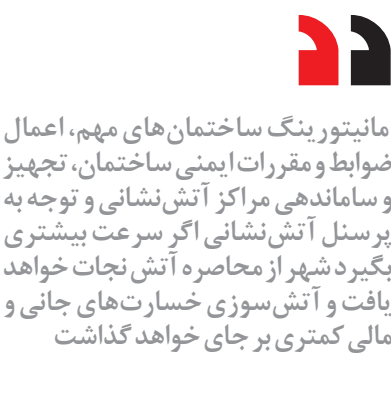 مانیتورینگ ساختمان‌های مهم، اعمال
ضوابط و مقررات ایمنی ساختمان، تجهیز
و ساماندهی مراکز آتش‌نشانی و توجه به
پرسنل آتش‌نشانی اگر سرعت بیشتری
بگیرد شهر از محاصره آتش نجات خواهد
یافت و آتش‌سوزی خسارت‌های جانی و
مالی کمتری بر جای خواهد گذاشت